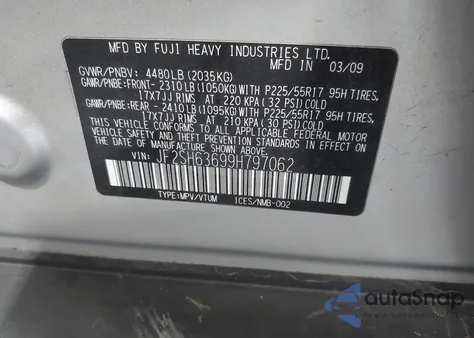 MFD BY FUJI HEAVY INDUSTRIES LTD.
IN 03/09
GVWR/PNBV: 4480LB(2035KG)
GAWR/PNBE:FRONT- 2310LB(1050KG)WITH P225/55R17 95H TIRES,
17X7JJ RIMS AT 220 KPA( 32 PSI)COLD
GAWR/PNBE:REAR - 2410LB(1095KG)WITH P225/55R17 95H TIRES,
17X7JJ RIMS AT 210 KPA( 30 PSI)COLD
THIS VEHICLE CONFORMS TO ALL APPLICABLE FEDERAL MOTOR
VEHICLE SAFETY STANDARDS IN EFFECT ON THE
DATE OF MANUFACTURE SHOWN ABOVE.
VIN: JF2SH63699H797062
TYPE:MPV/VTUM ICES/NMB-002
autoSnap